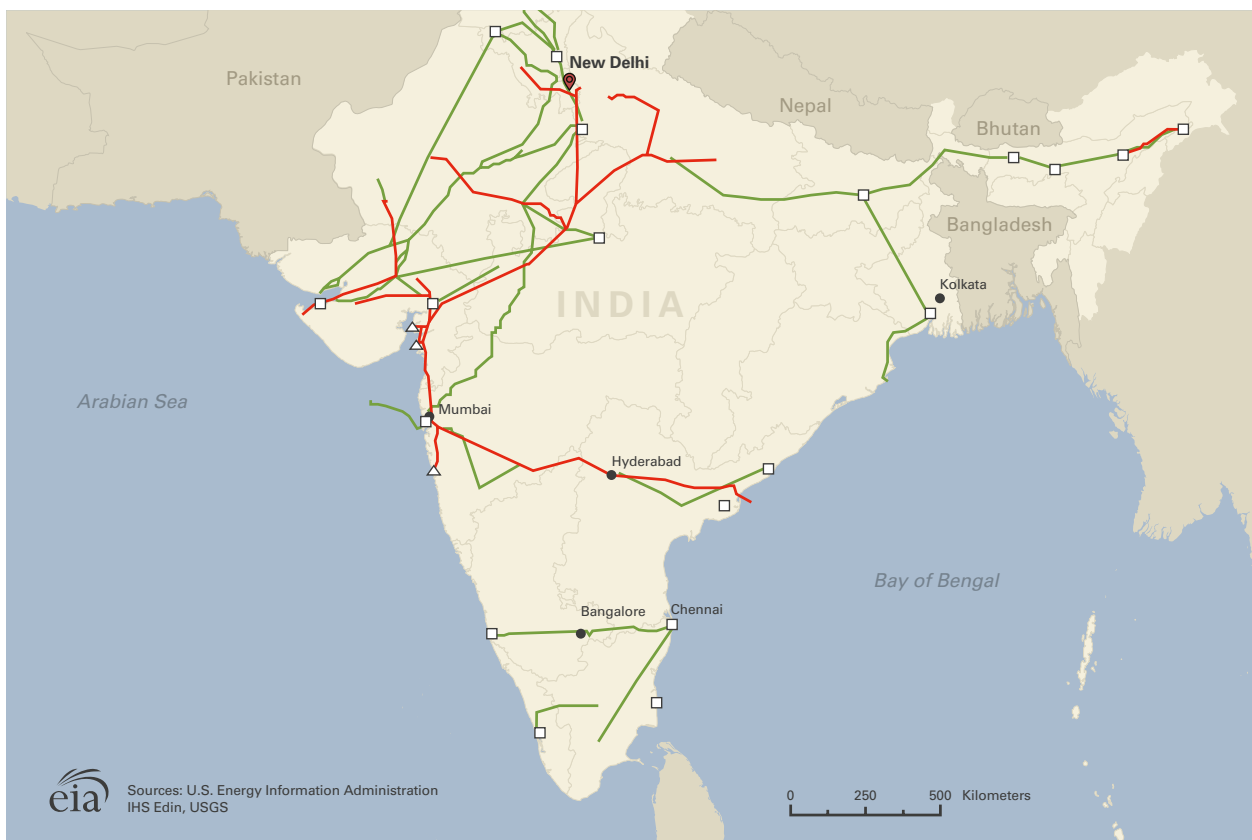 New Delhi
Pakistan
Nepal
Bhutan
Bangladesh
Kolkata
INDIA
Arabian Sea
Mumbai
Hyderabad
Bay of Bengal
Bangalore
Chennai
eia
Sources: U.S. Energy Information Administration
IHS Edin, USGS
0 250 500 Kilometers